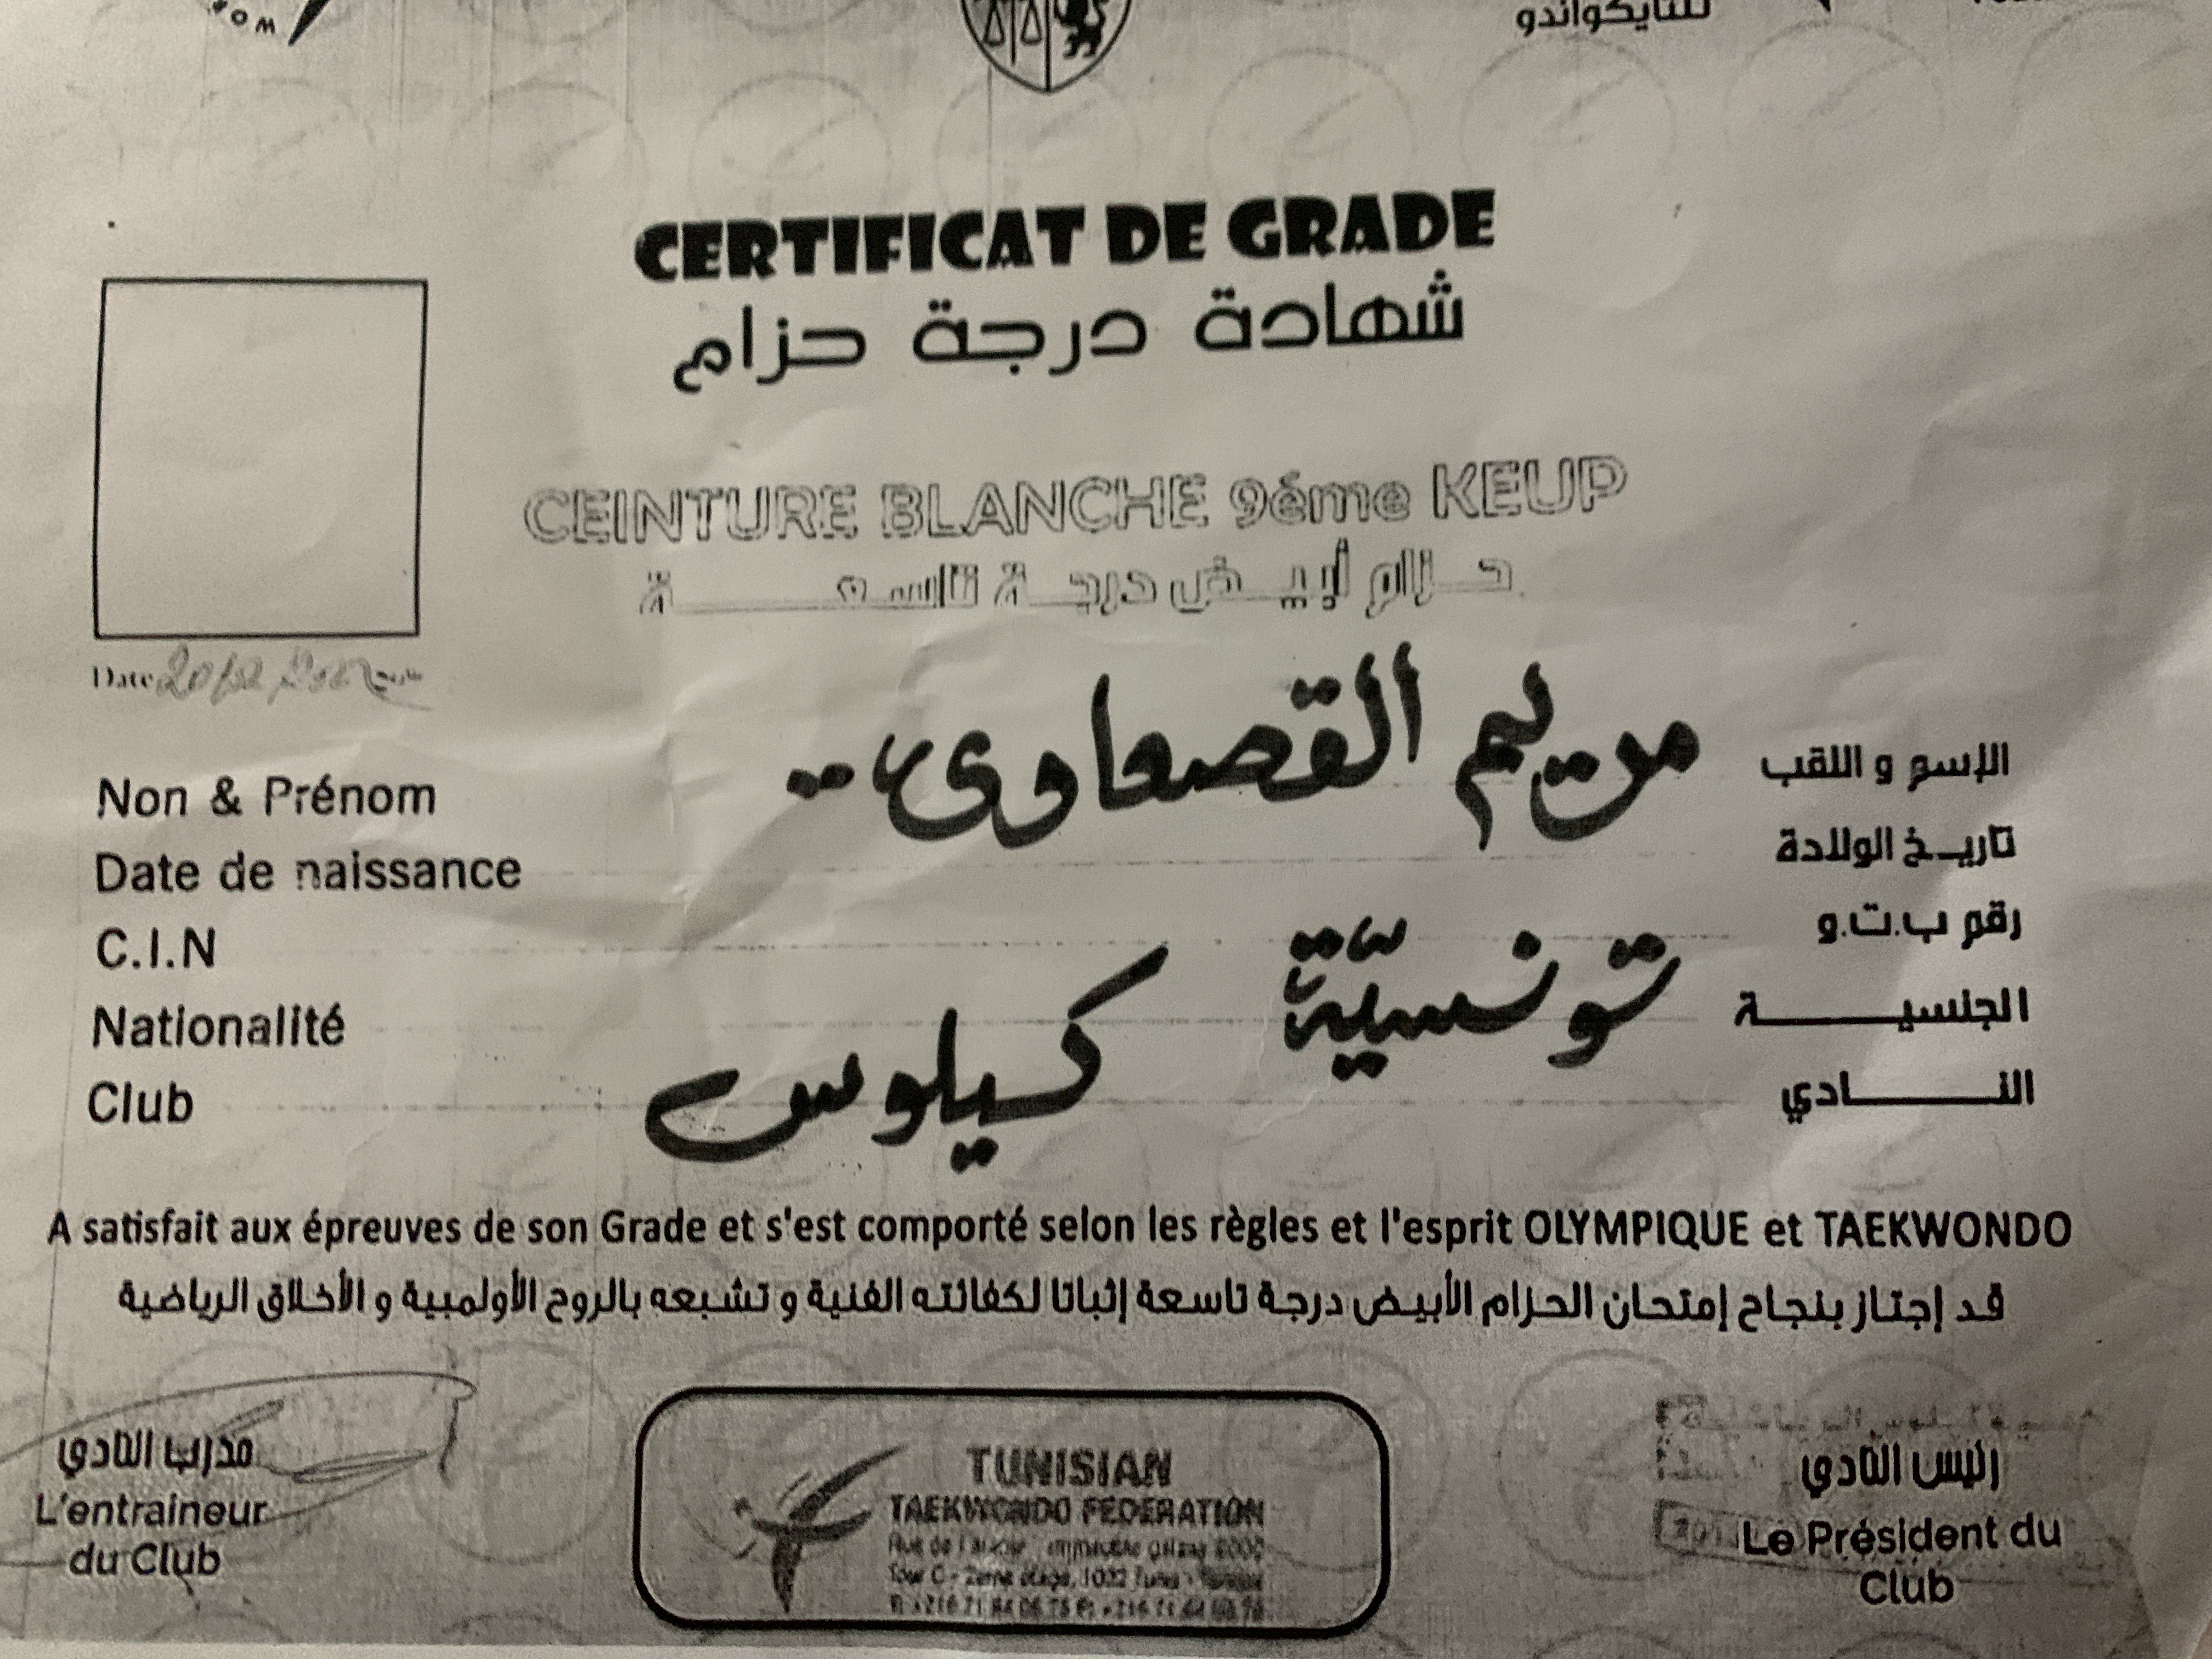 للتايكواندو
CERTIFICAT DE GRADE
شهادة درجة حزام
CEINTURE BLANCHE 9éme KEUP
حزام أبيض درجة تاسعة
Date
Non & Prénom مريم القصعاوي الإسم و اللقب
Date de naissance تاريخ الولادة
C.I.N رقم ب.ت.و
Nationalité تونسيّة الجنسية
Club كيلوس النادي
A satisfait aux épreuves de son Grade et s'est comporté selon les règles et l'esprit OLYMPIQUE et TAEKWONDO
قد إجتاز بنجاح إمتحان الحزام الأبيض درجة تاسعة إثباتا لكفائته الفنية و تشبعه بالروح الأولمبية و الأخلاق الرياضية
مدرب النادي
L'entraineur
du Club
TUNISIAN
TAEKWONDO FEDERATION
رئيس النادي
Le Président du
Club